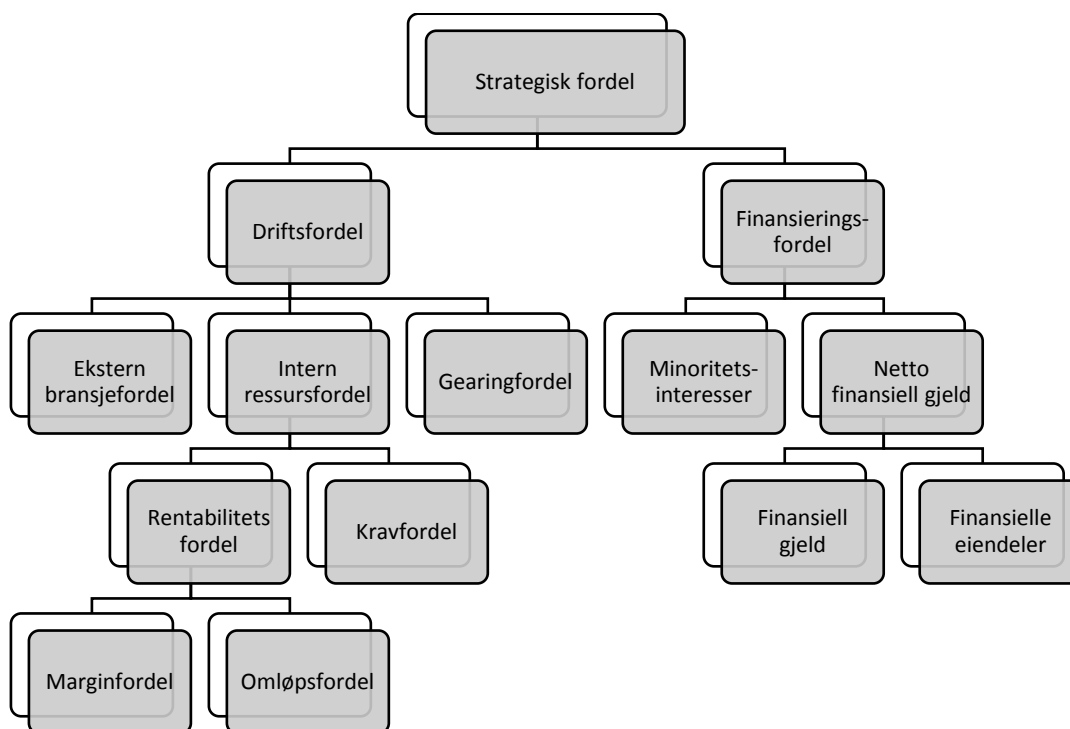 Strategisk fordel
Driftsfordel
Finansierings-
fordel
Ekstern
bransjefordel
Intern
ressursfordel
Gearingfordel
Minoritets-
interesser
Netto
finansiell gjeld
Rentabilitets
fordel
Kravfordel
Finansiell
gjeld
Finansielle
eiendeler
Marginfordel
Omløpsfordel